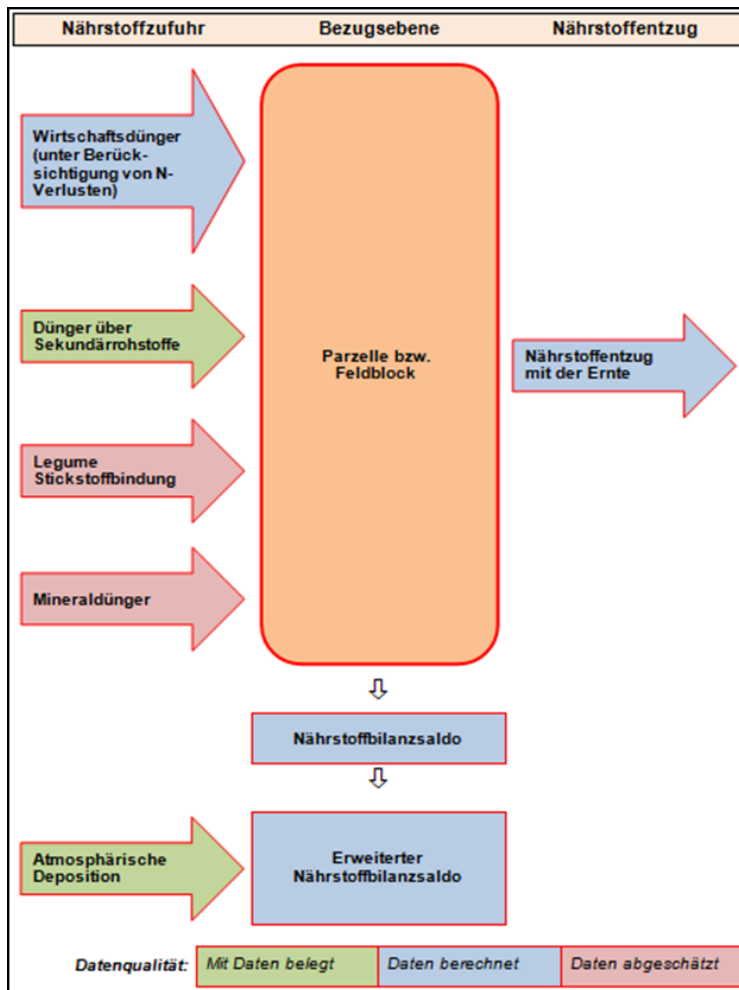 Nährstoffzufuhr Bezugsebene Nährstoffentzug
Wirtschaftsdünger
(unter Berück-
sichtigung von N-
Verlusten)
Dünger über
Sekundärrohstoffe
Parzelle bzw.
Feldblock
Nährstoffentzug
mit der Ernte
Legume
Stickstoffbindung
Mineraldünger
Nährstoffbilanzsaldo
Atmosphärische
Deposition
Erweiterter
Nährstoffbilanzsaldo
Datenqualität: Mit Daten belegt Daten berechnet Daten abgeschätzt